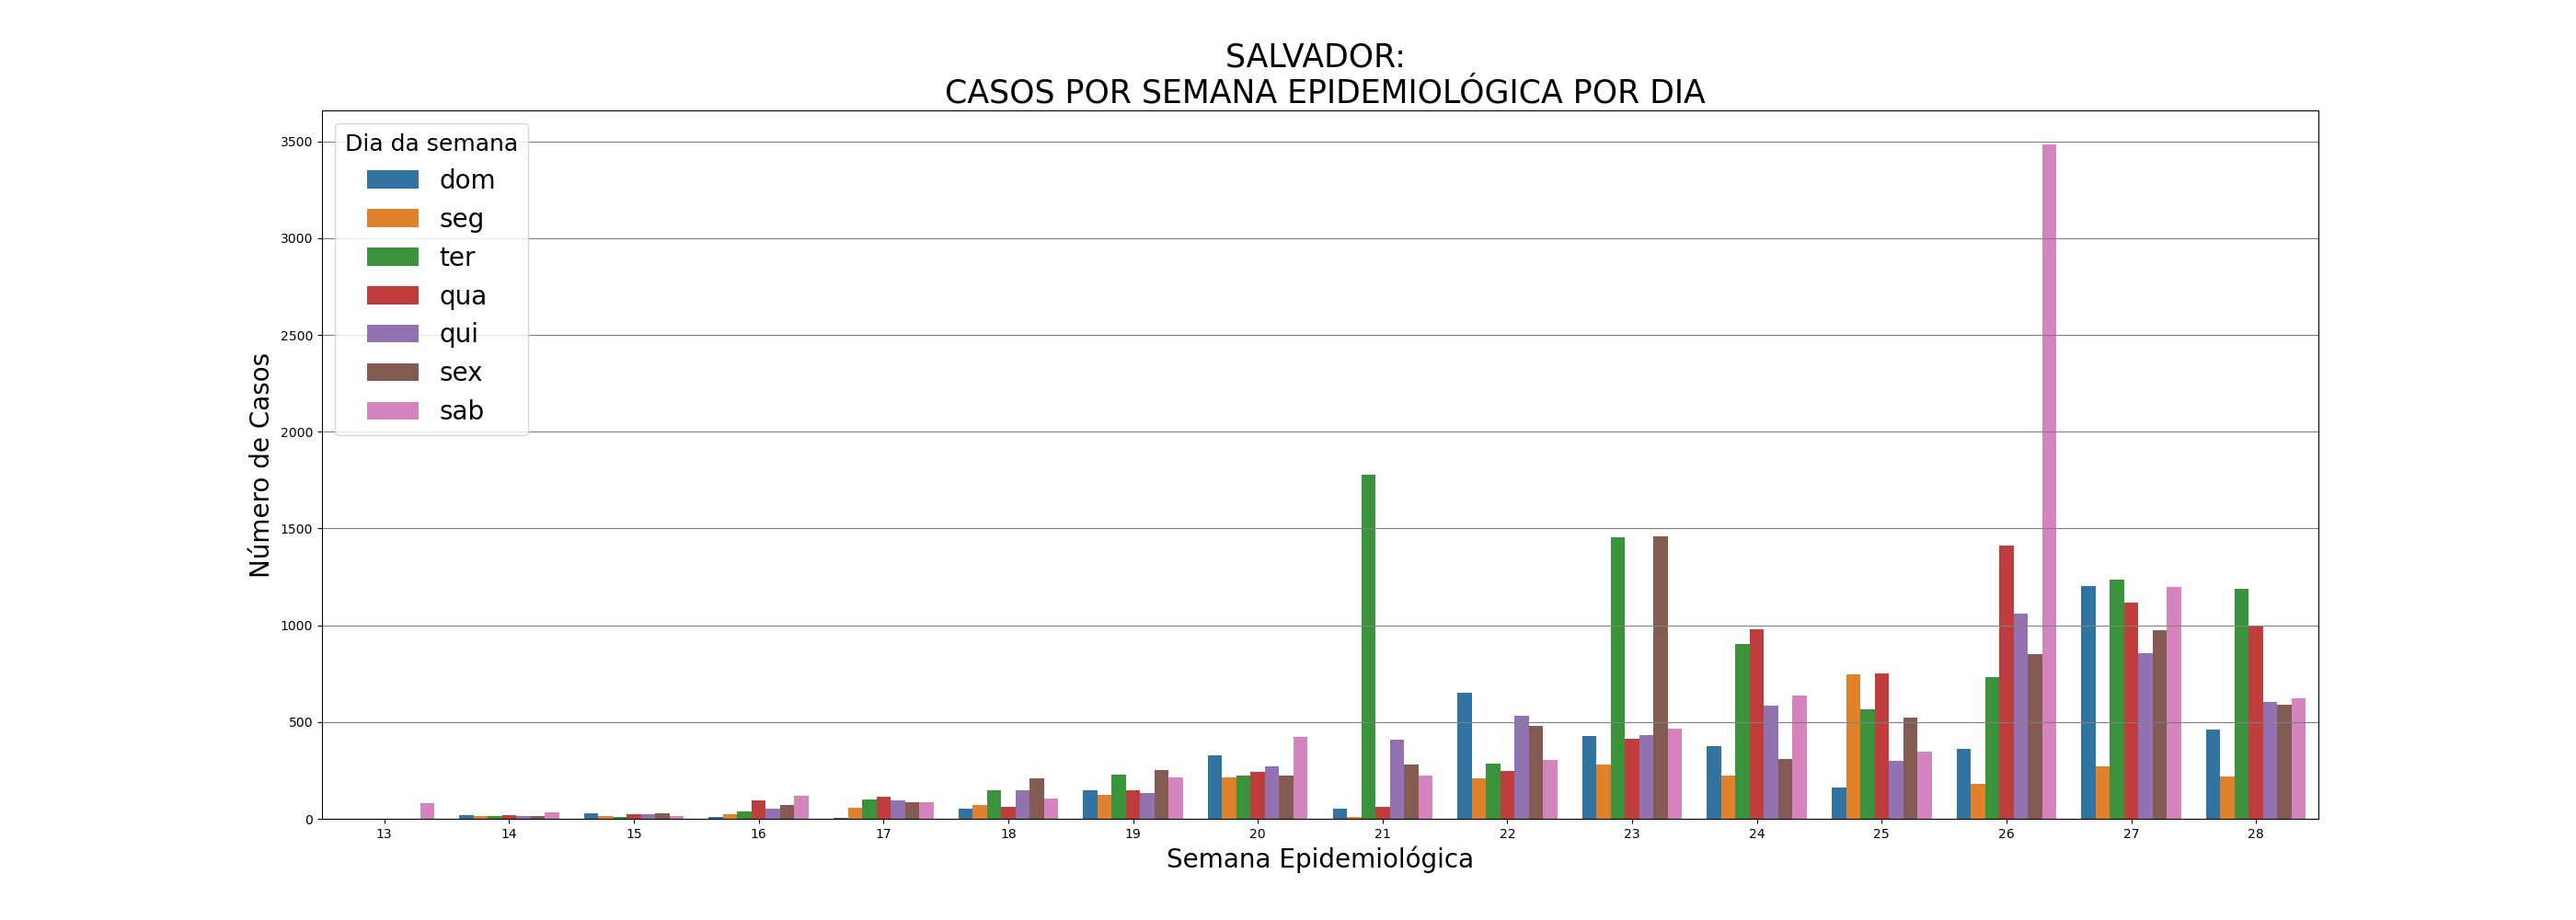 SALVADOR:
CASOS POR SEMANA EPIDEMIOLÓGICA POR DIA
Dia da semana
dom
seg
ter
qua
qui
sex
sab
Número de Casos
3500
3000
2500
2000
1500
1000
500
0
13 14 15 16 17 18 19 20 21 22 23 24 25 26 27 28
Semana Epidemiológica